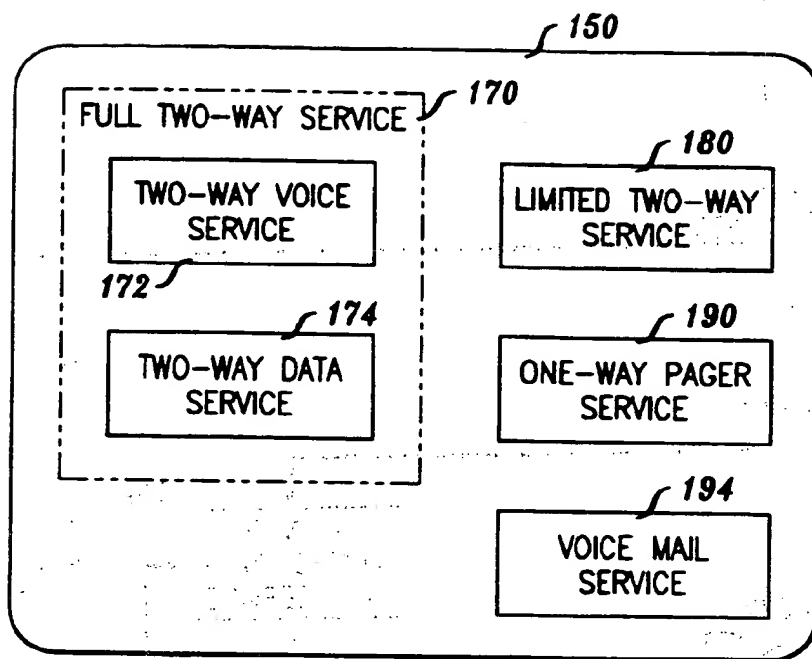 150
FULL TWO-WAY SERVICE
170
TWO-WAY VOICE
SERVICE
172
174
TWO-WAY DATA
SERVICE
180
LIMITED TWO-WAY
SERVICE
190
ONE-WAY PAGER
SERVICE
194
VOICE MAIL
SERVICE